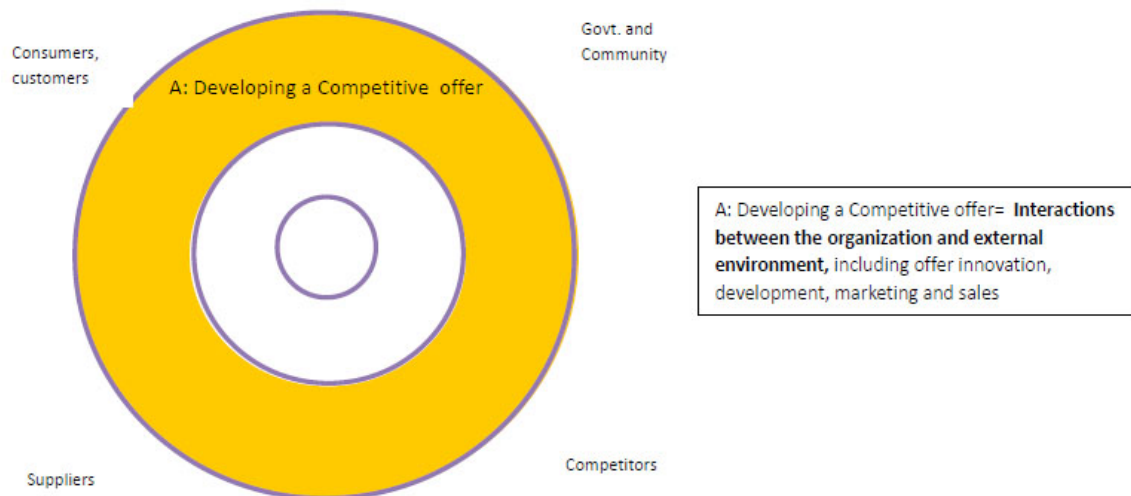 Consumers,
customers
Govt. and
Community
A: Developing a Competitive offer
A: Developing a Competitive offer= Interactions
between the organization and external
environment, including offer innovation,
development, marketing and sales
Suppliers
Competitors